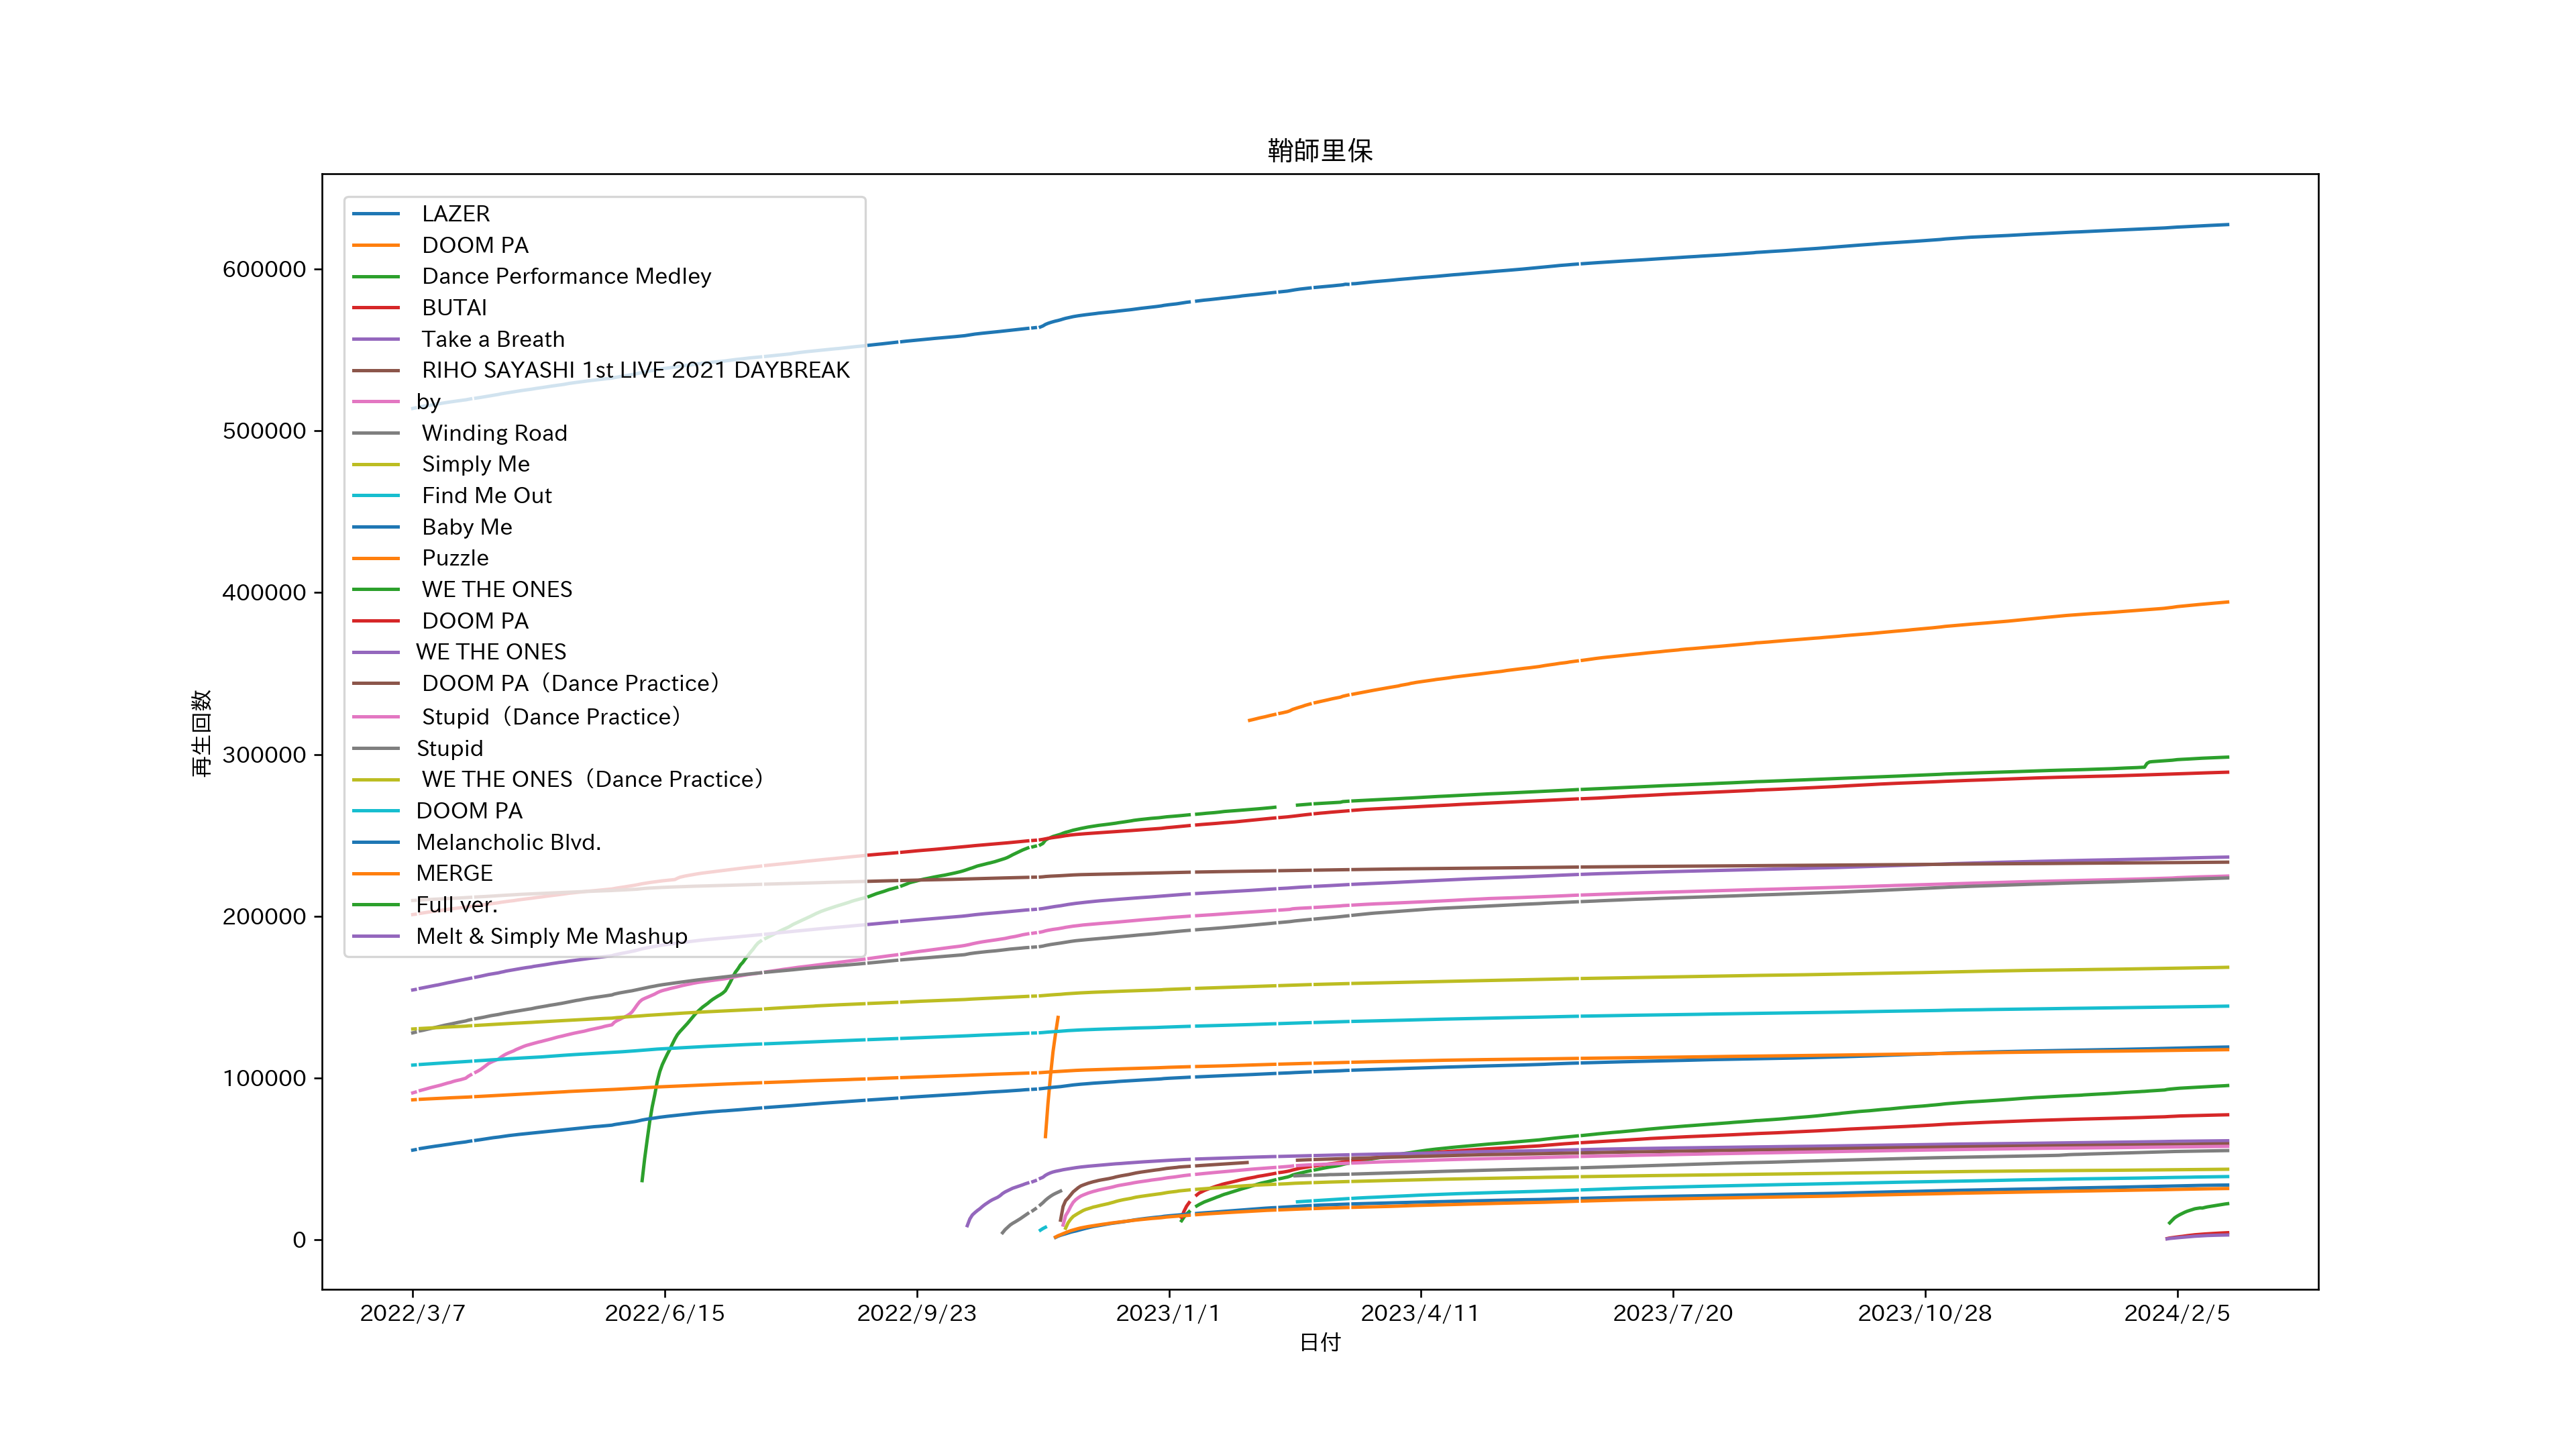 鞘師里保
LAZER
DOOM PA
Dance Performance Medley
BUTAI
Take a Breath
RIHO SAYASHI 1st LIVE 2021 DAYBREAK
by
Winding Road
Simply Me
Find Me Out
Baby Me
Puzzle
WE THE ONES
DOOM PA
WE THE ONES
DOOM PA（Dance Practice）
Stupid（Dance Practice）
Stupid
WE THE ONES（Dance Practice）
DOOM PA
Melancholic Blvd.
MERGE
Full ver.
Melt & Simply Me Mashup
再生回数
600000
500000
400000
300000
200000
100000
0
2022/3/7 2022/6/15 2022/9/23 2023/1/1 2023/4/11 2023/7/20 2023/10/28 2024/2/5
日付